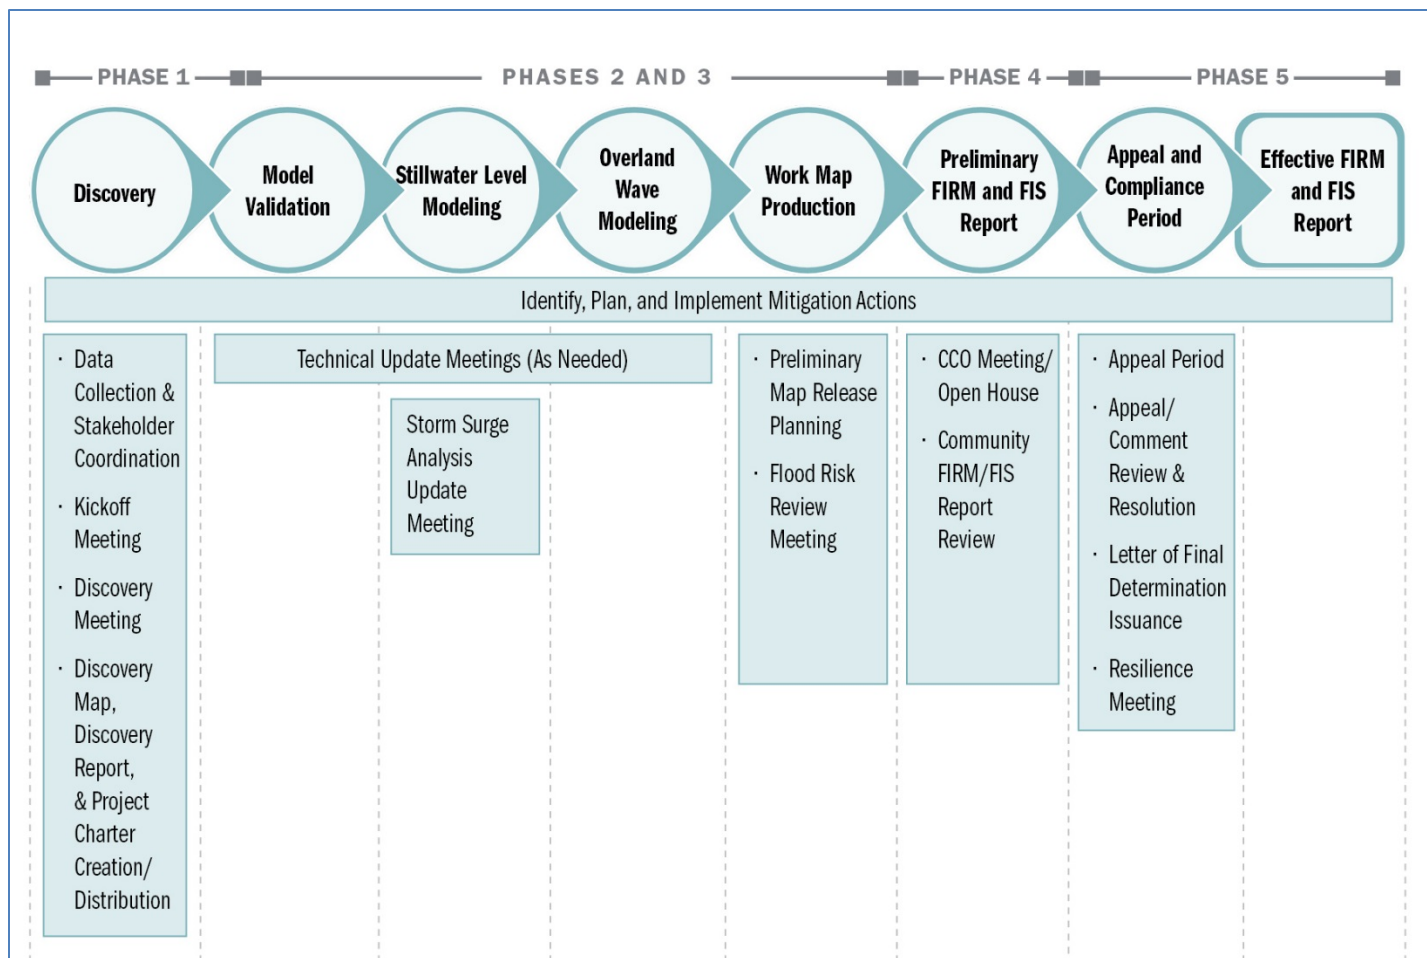 PHASE 1
PHASES 2 AND 3
PHASE 4
PHASE 5
Discovery
Model
Validation
Stillwater Level
Modeling
Overland
Wave
Modeling
Work Map
Production
Preliminary
FIRM and FIS
Report
Appeal and
Compliance
Period
Effective FIRM
and FIS
Report
Identify, Plan, and Implement Mitigation Actions
· Data
Collection &
Stakeholder
Coordination
· Kickoff
Meeting
· Discovery
Meeting
· Discovery
Map,
Discovery
Report,
& Project
Charter
Creation/
Distribution
Technical Update Meetings (As Needed)
Storm Surge
Analysis
Update
Meeting
· Preliminary
Map Release
Planning
· Flood Risk
Review
Meeting
· CCO Meeting/
Open House
· Community
FIRM/FIS
Report
Review
· Appeal Period
· Appeal/
Comment
Review &
Resolution
· Letter of Final
Determination
Issuance
· Resilience
Meeting